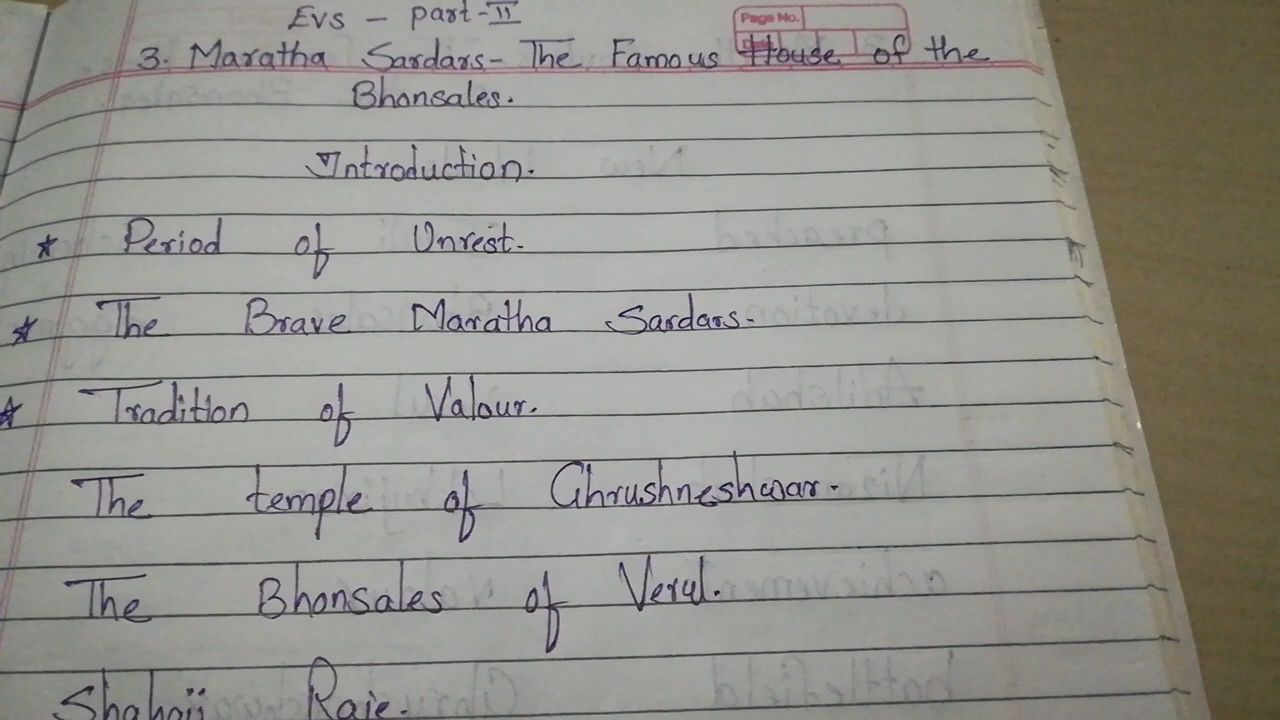 Evs - part-II
Page No.
3. Maratha Sardars- The Famous House of the
Bhonsales.
Introduction.
* Period of Unrest.
* The Brave Maratha Sardars.
* Tradition of Valour.
The temple of Ghrushneshwar.
The Bhonsales of Verul.
Shahaji Raje.